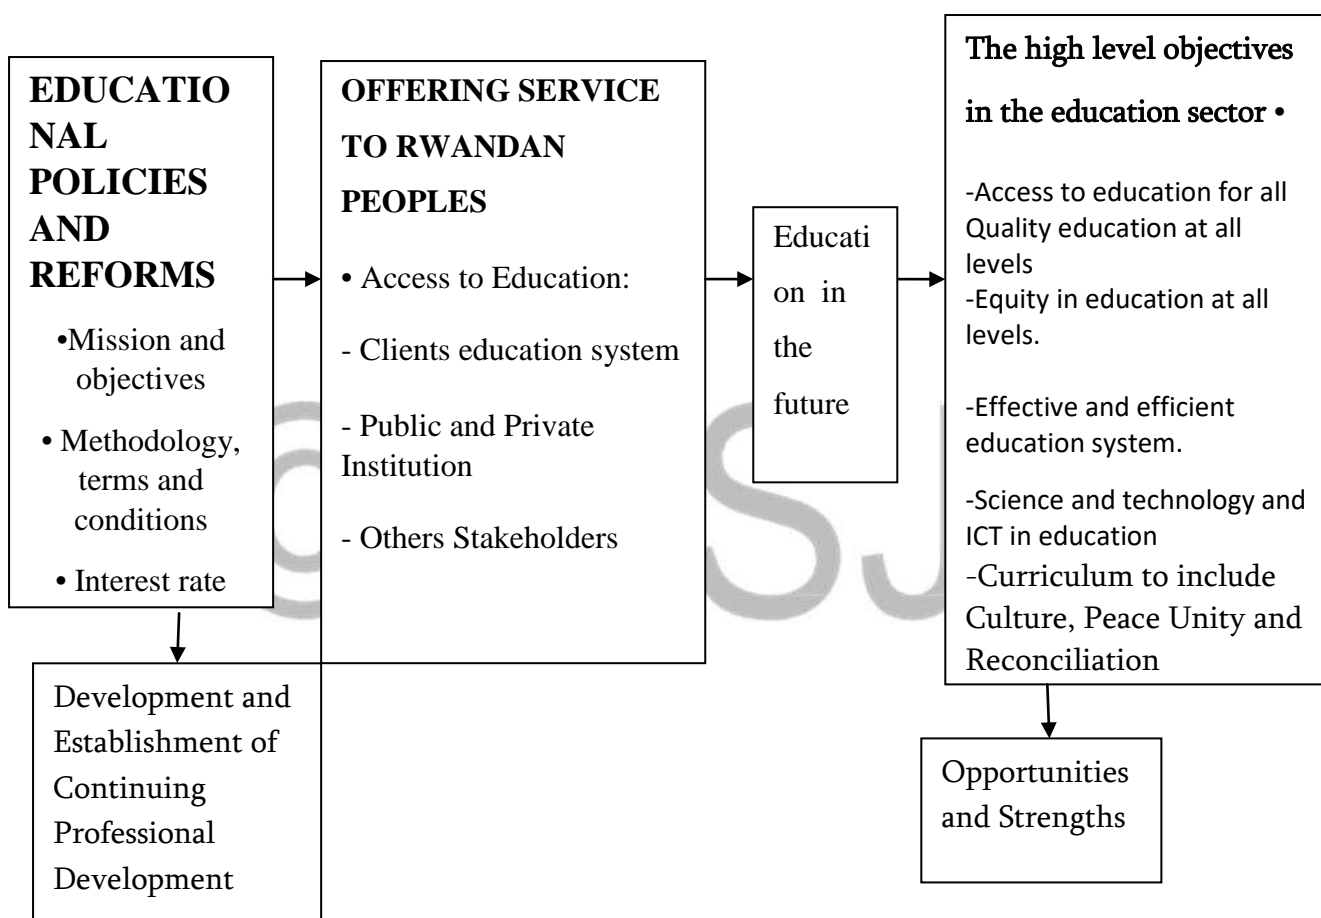 EDUCATIO
NAL
POLICIES
AND
REFORMS
•Mission and
objectives
• Methodology,
terms and
conditions
• Interest rate
OFFERING SERVICE
TO RWANDAN
PEOPLES
• Access to Education:
- Clients education system
- Public and Private
Institution
- Others Stakeholders
Educati
on in
the
future
The high level objectives
in the education sector •
-Access to education for all
Quality education at all
levels
-Equity in education at all
levels.
-Effective and efficient
education system.
-Science and technology and
ICT in education
-Curriculum to include
Culture, Peace Unity and
Reconciliation
Development and
Establishment of
Continuing
Professional
Development
Opportunities
and Strengths